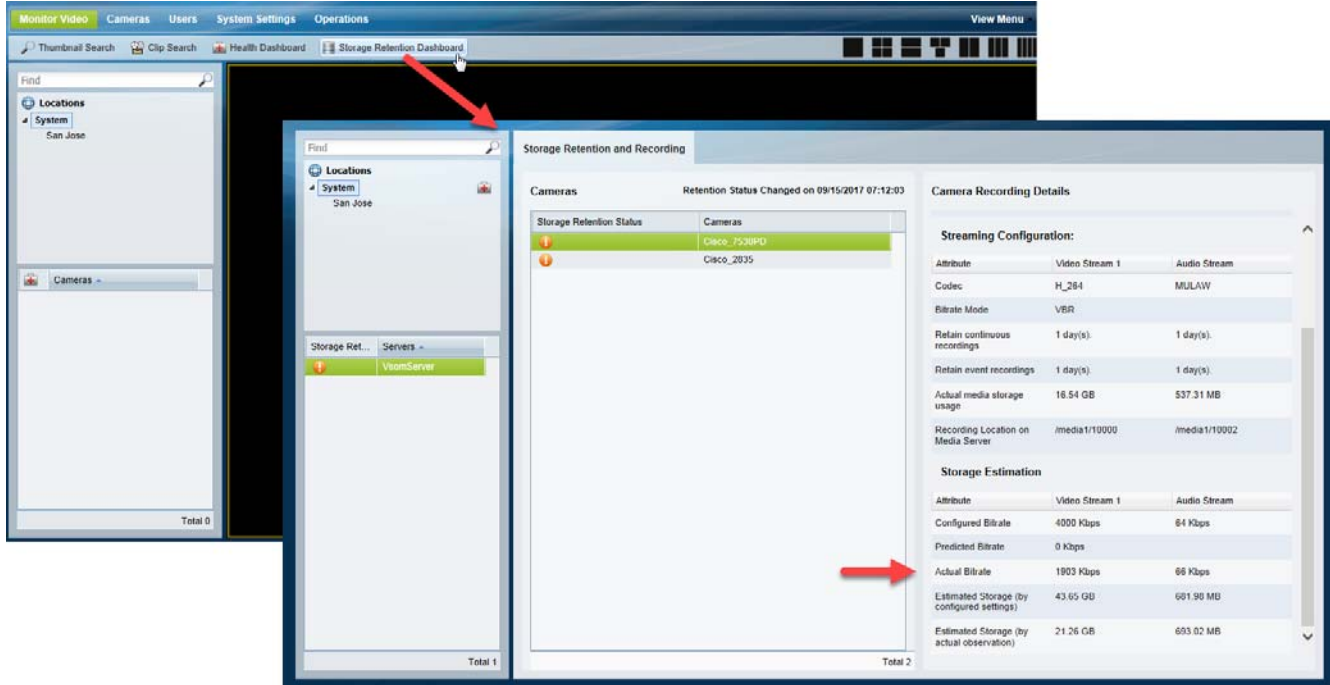 Monitor Video Cameras Users System Settings Operations View Menu
Thumbnail Search Clip Search Health Dashboard Storage Retention Dashboard
Find
Locations
System
San Jose
Cameras
Total 0
Find
Locations
System
San Jose
Storage Ret... Servers
VsomServer
Total 1
Storage Retention and Recording
Cameras Retention Status Changed on 09/15/2017 07:12:03
Storage Retention Status Cameras
Cisco_7530PD
Cisco_2835
Total 2
Camera Recording Details
Streaming Configuration:
Attribute Video Stream 1 Audio Stream
Codec H_264 MULAW
Bitrate Mode VBR
Retain continuous 1 day(s). 1 day(s).
recordings
Retain event recordings 1 day(s). 1 day(s).
Actual media storage 16.54 GB 537.31 MB
usage
Recording Location on /media1/10000 /media1/10002
Media Server
Storage Estimation
Attribute Video Stream 1 Audio Stream
Configured Bitrate 4000 Kbps 64 Kbps
Predicted Bitrate 0 Kbps
Actual Bitrate 1903 Kbps 66 Kbps
Estimated Storage (by 43.65 GB 681.98 MB
configured settings)
Estimated Storage (by 21.26 GB 693.02 MB
actual observation)